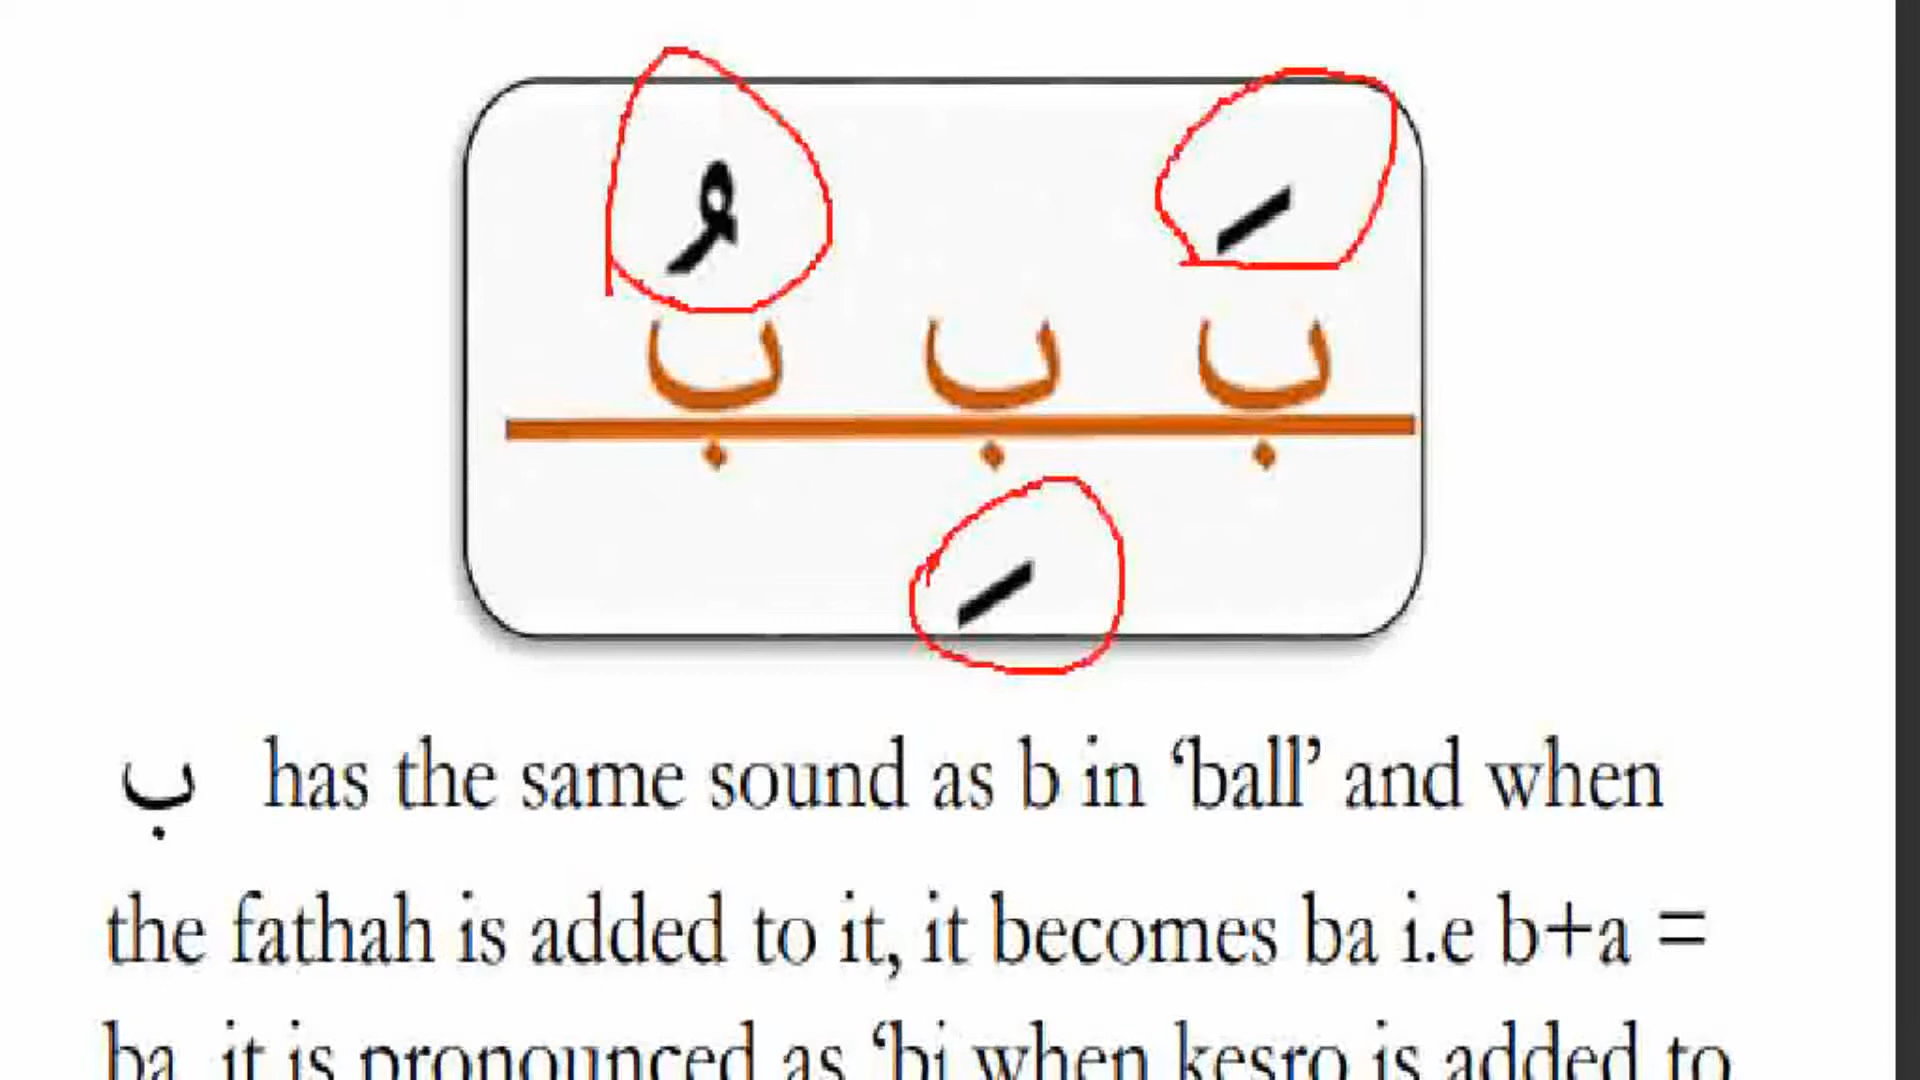 بَ بِ بُ
ب has the same sound as b in ‘ball’ and when
the fathah is added to it, it becomes ba i.e b+a =
ba it is pronounced as ‘bi when kesro is added to